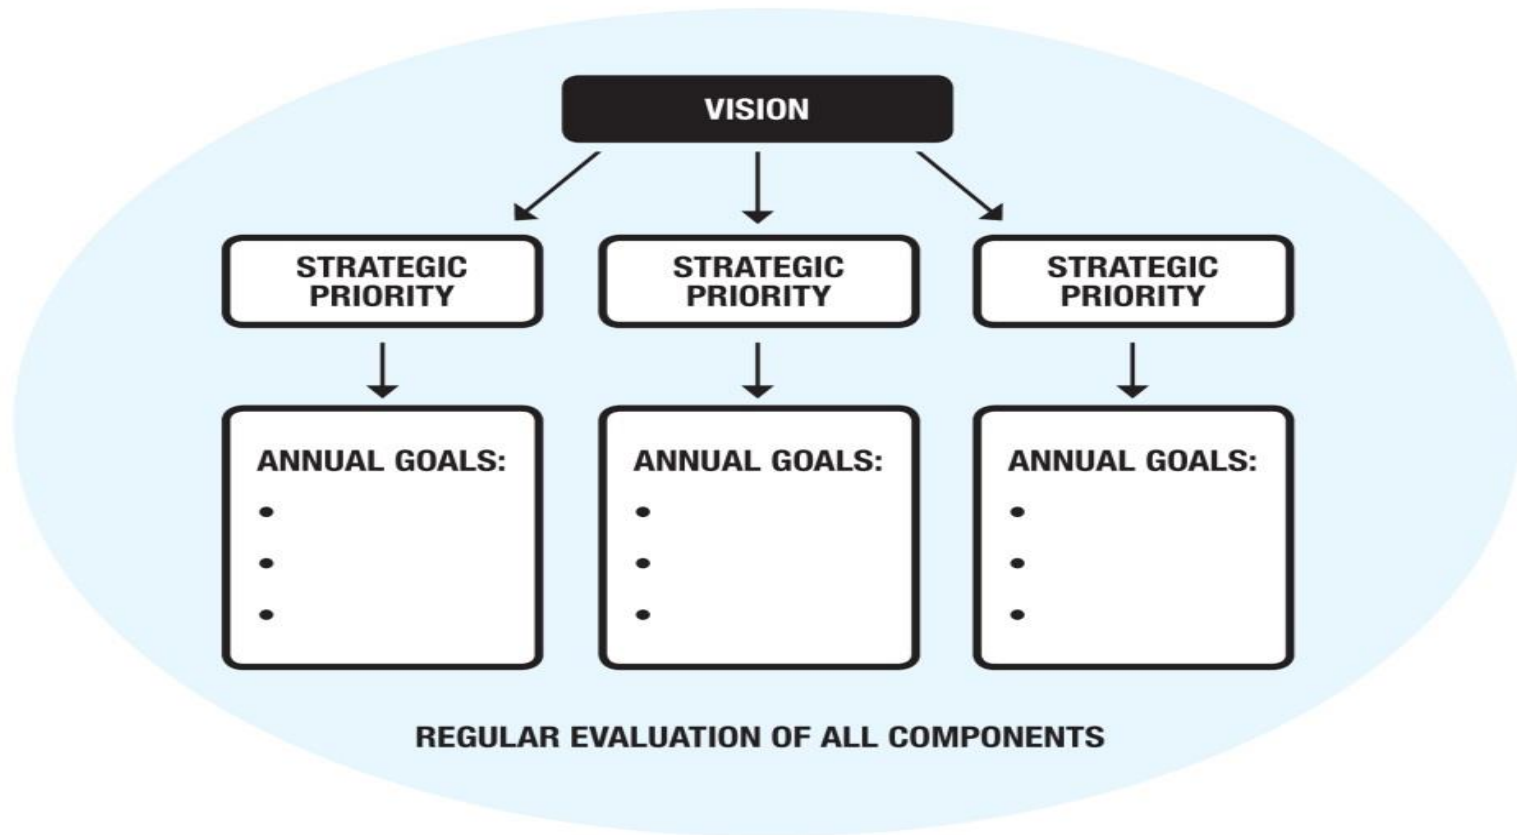 VISION
STRATEGIC
PRIORITY
STRATEGIC
PRIORITY
STRATEGIC
PRIORITY
ANNUAL GOALS:
•
•
•
ANNUAL GOALS:
•
•
•
ANNUAL GOALS:
•
•
•
REGULAR EVALUATION OF ALL COMPONENTS